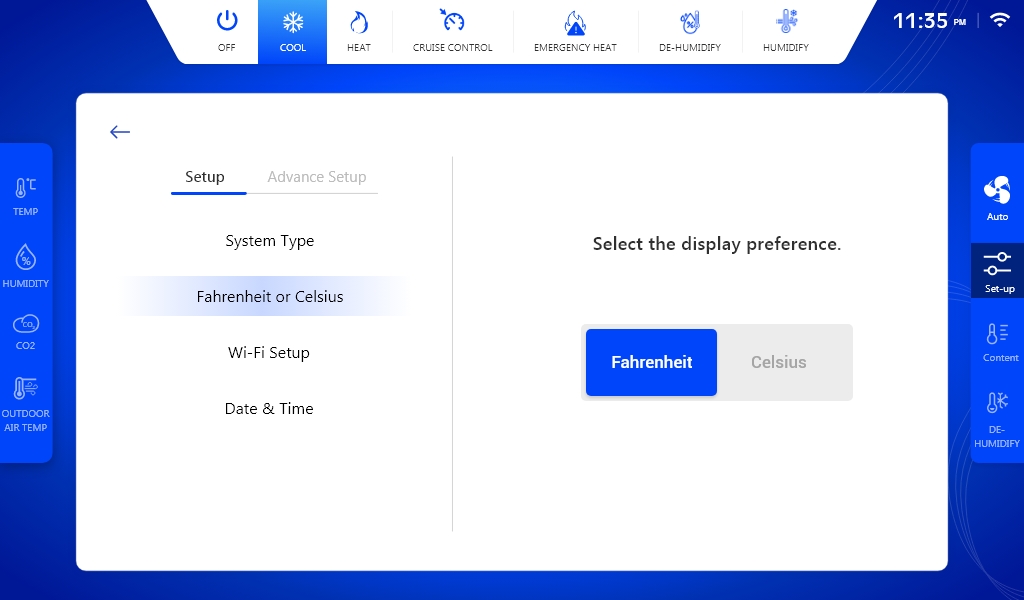 OFF
COOL
HEAT
CRUISE CONTROL
EMERGENCY HEAT
DE-HUMIDIFY
HUMIDIFY
11:35 PM
TEMP
%
HUMIDITY
CO₂
CO2
OUTDOOR
AIR TEMP
Setup
Advance Setup
System Type
Fahrenheit or Celsius
Wi-Fi Setup
Date & Time
Select the display preference.
Fahrenheit
Celsius
Auto
Set-up
Content
DE-
HUMIDIFY